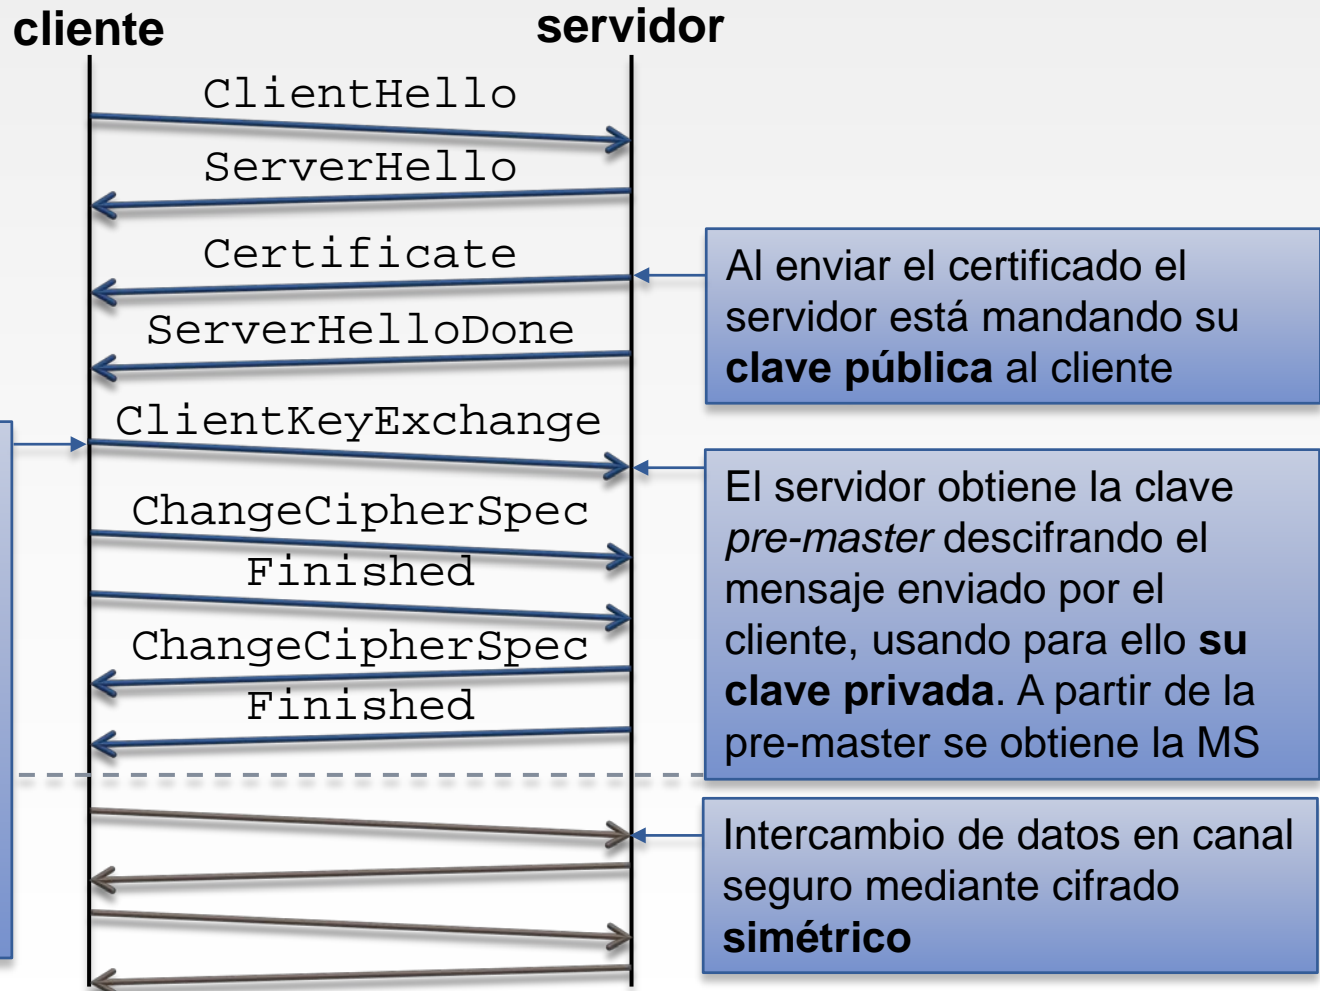 cliente
servidor
ClientHello
ServerHello
Certificate
ServerHelloDone
ClientKeyExchange
ChangeCipherSpec
Finished
ChangeCipherSpec
Finished
Al enviar el certificado el
servidor está mandando su
clave pública al cliente
El servidor obtiene la clave
pre-master descifrando el
mensaje enviado por el
cliente, usando para ello su
clave privada. A partir de la
pre-master se obtiene la MS
Intercambio de datos en canal
seguro mediante cifrado
simétrico